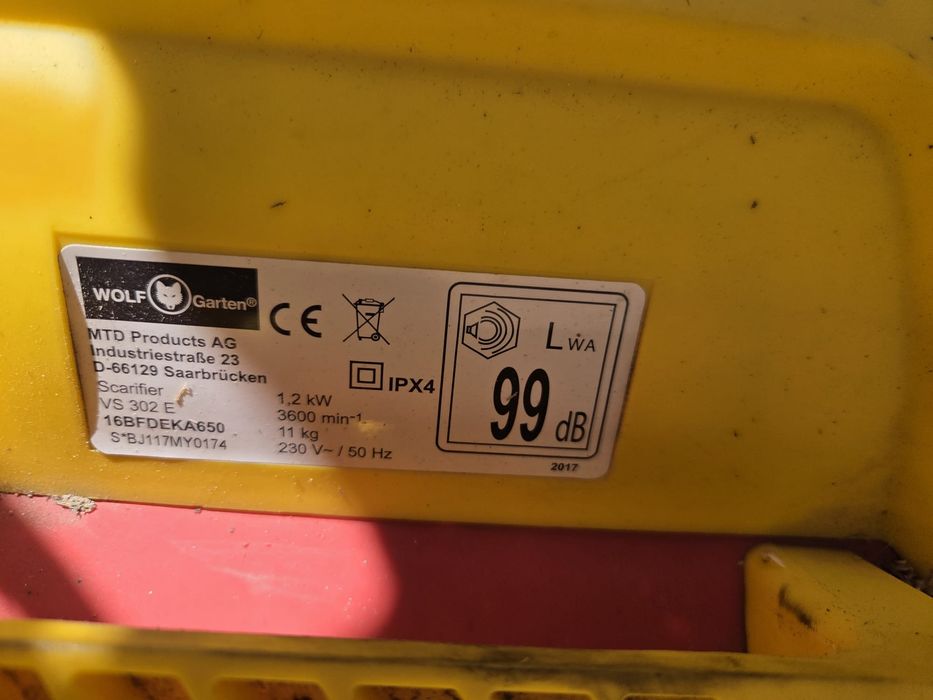 WOLF Garten®
MTD Products AG
Industriestraße 23
D-66129 Saarbrücken
Scarifier
VS 302 E
16BFDEKA650
S*BJ117MY0174
CE
IPX4
1,2 kW
3600 min-1
11 kg
230 V~ / 50 Hz
LWA
99 dB
2017